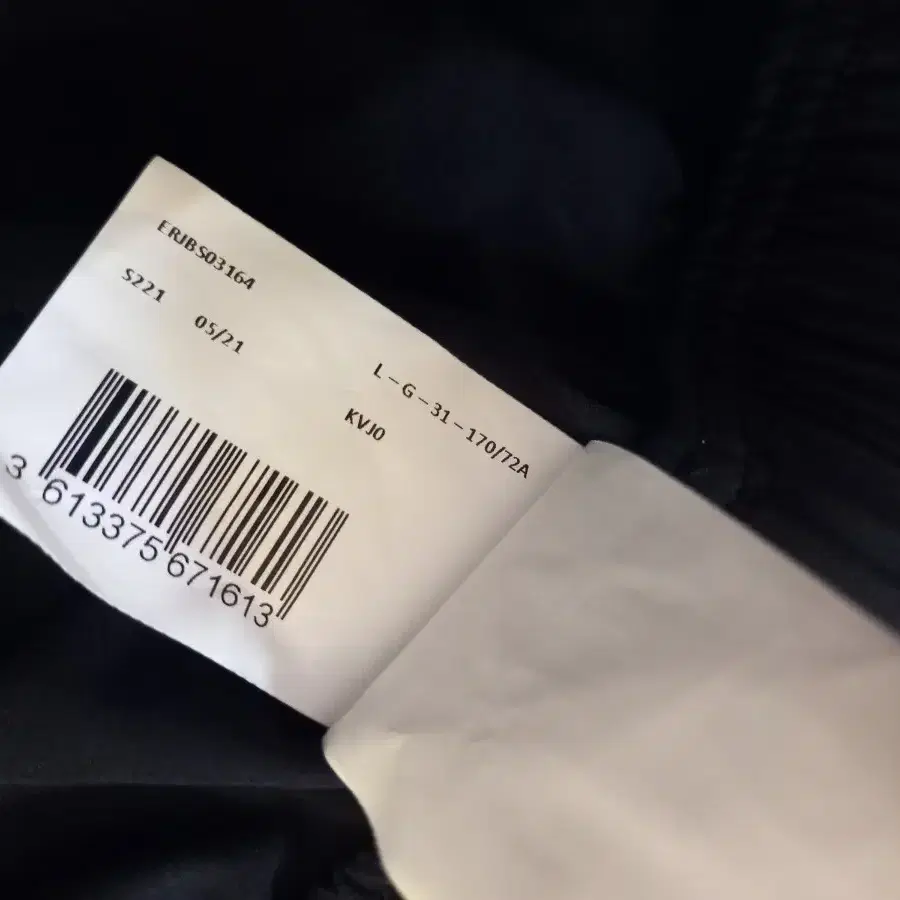 ERJBS03164
S221 05/21
L-G-31-170/72A
KVJ0
3 613375 671613